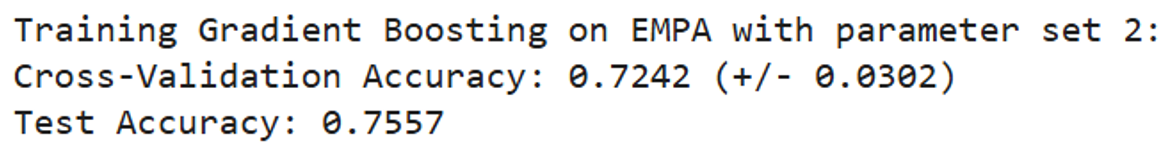 Training Gradient Boosting on EMPA with parameter set 2:
Cross-Validation Accuracy: 0.7242 (+/- 0.0302)
Test Accuracy: 0.7557